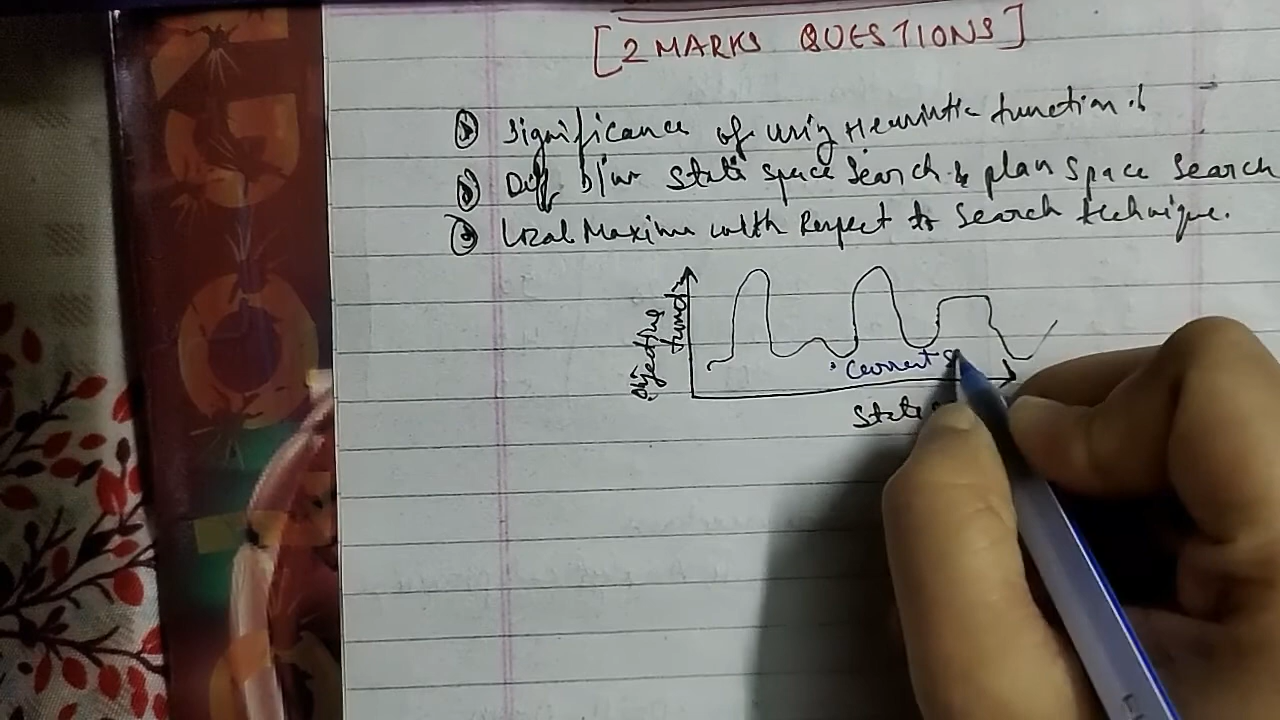 [2 MARKS QUESTIONS]
Significance of using Heuristic function.
Diff b/w State space Search & plan Space Search
Local Maxima with Respect to Search technique.
Objective funct
Current S
State